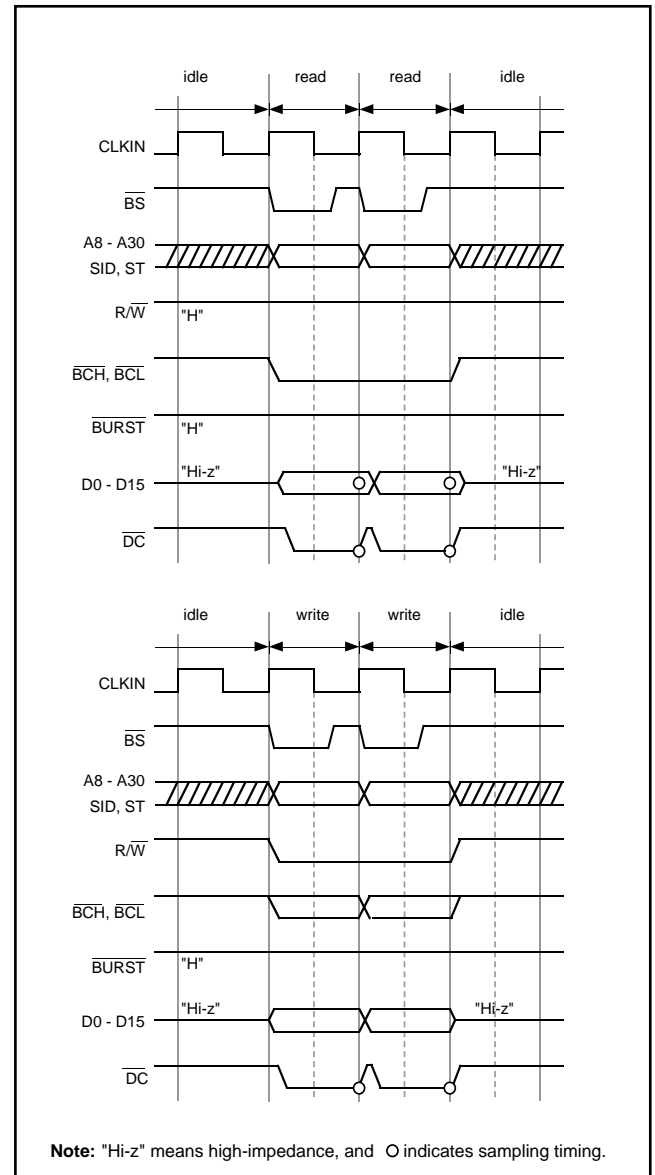 idle read read idle
CLKIN
BS
A8 - A30
SID, ST
R/W "H"
BCH, BCL
BURST "H"
D0 - D15 "Hi-z" "Hi-z"
DC
idle write write idle
CLKIN
BS
A8 - A30
SID, ST
R/W
BCH, BCL
BURST "H"
D0 - D15 "Hi-z" "Hi-z"
DC
Note: "Hi-z" means high-impedance, and O indicates sampling timing.